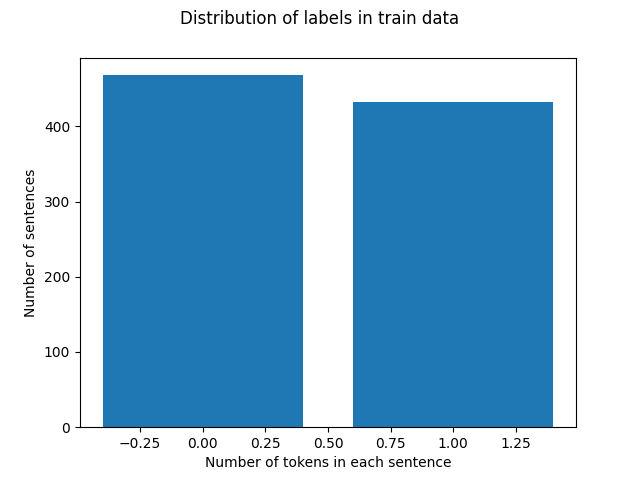 Distribution of labels in train data
Number of sentences
400
300
200
100
0
−0.25 0.00 0.25 0.50 0.75 1.00 1.25
Number of tokens in each sentence